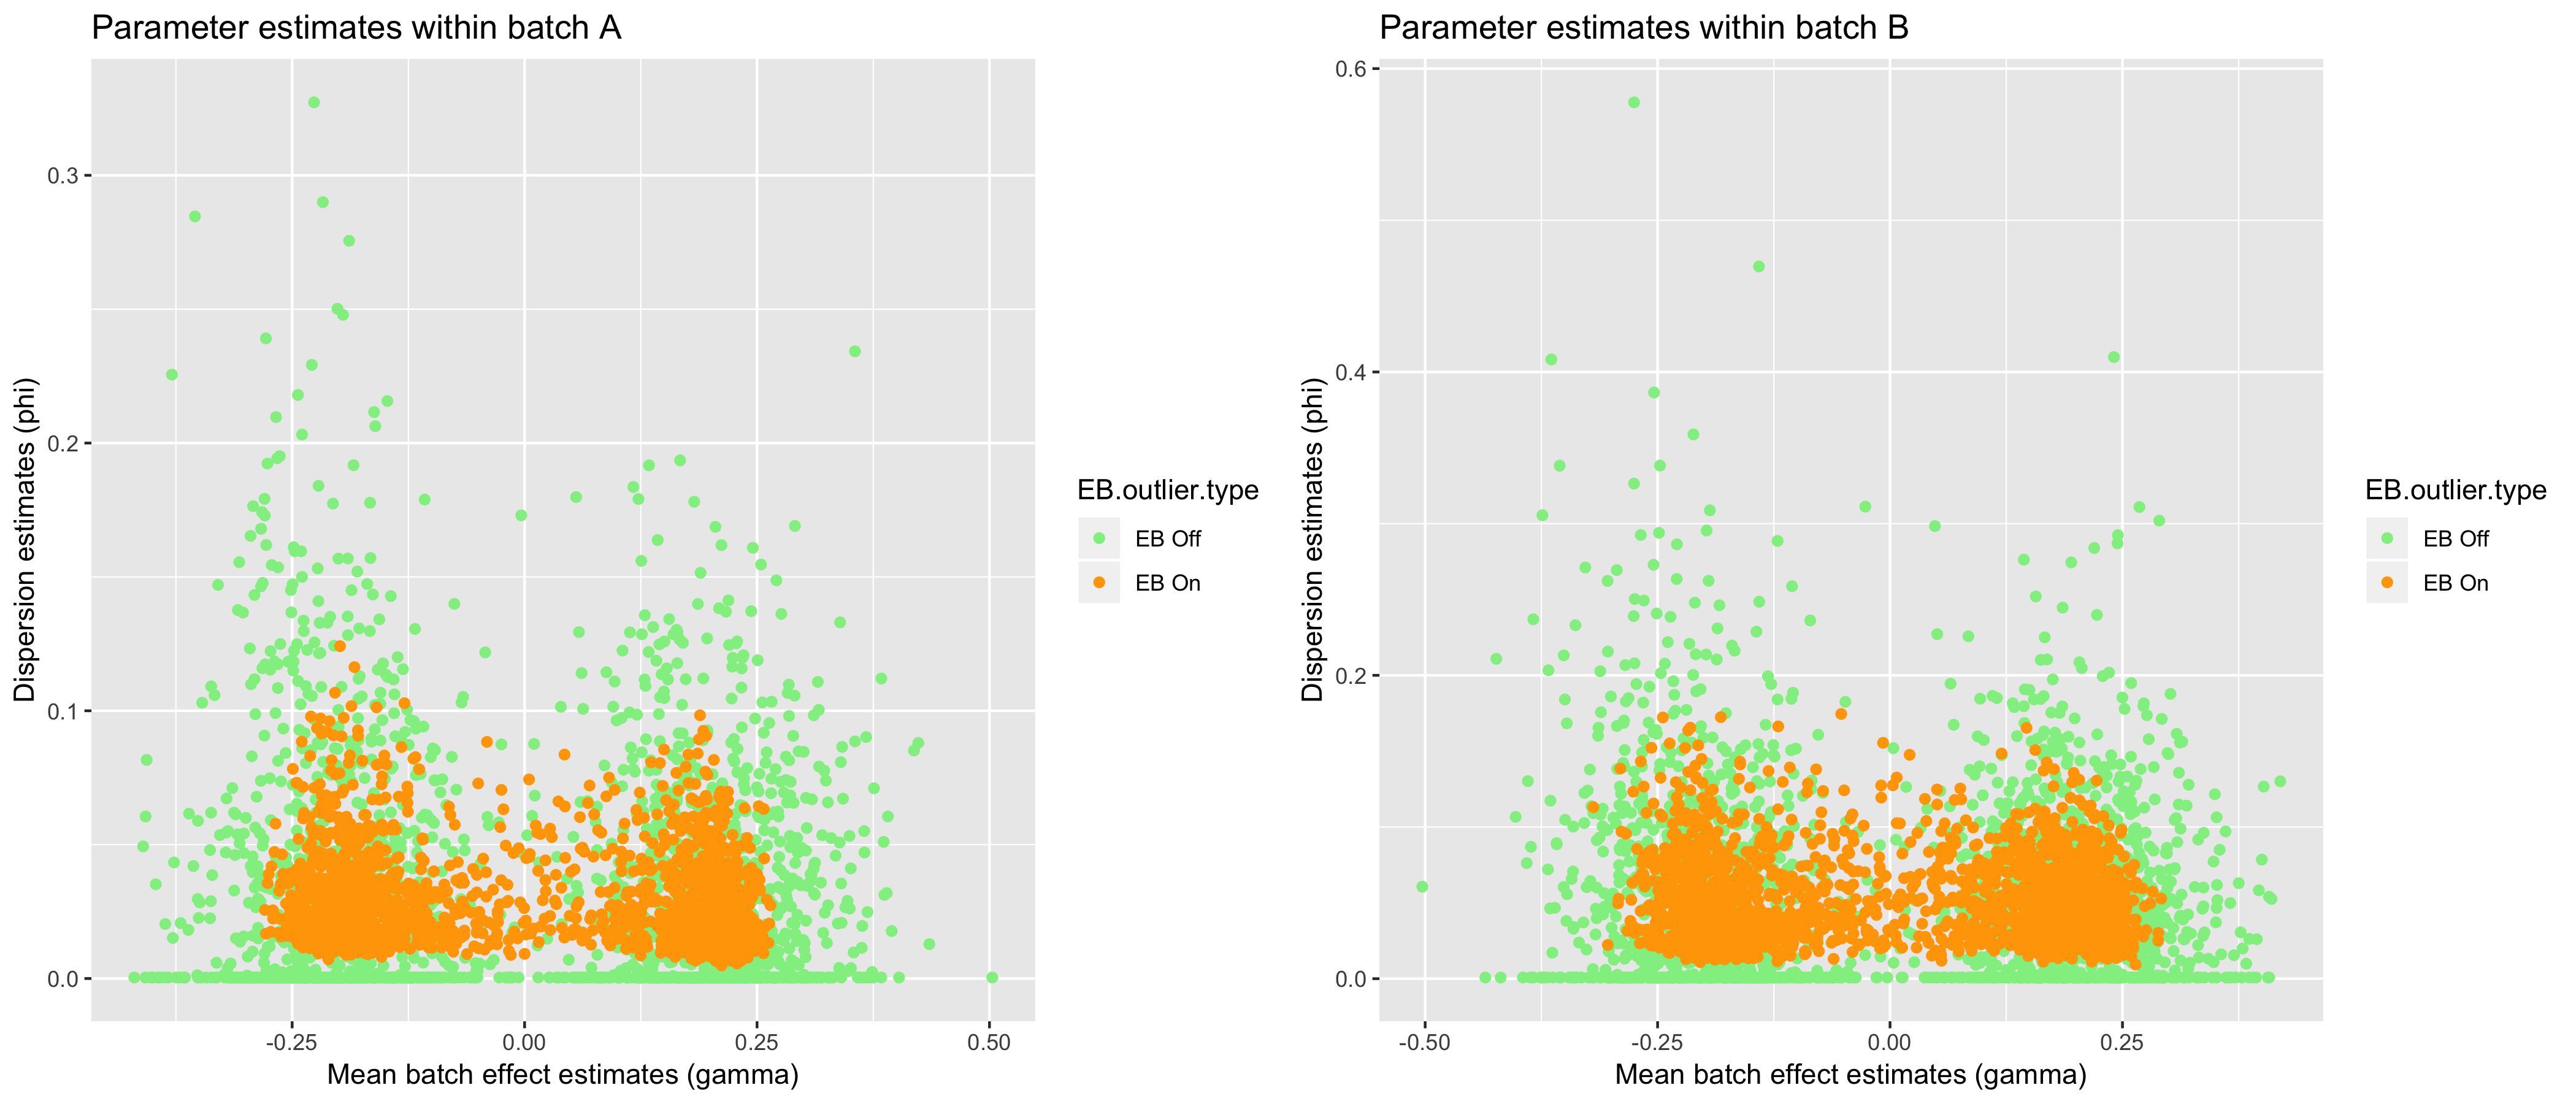 Parameter estimates within batch A
Dispersion estimates (phi)
0.3
0.2
0.1
0.0
-0.25
0.00
0.25
0.50
Mean batch effect estimates (gamma)
EB.outlier.type
EB Off
EB On
Parameter estimates within batch B
Dispersion estimates (phi)
0.6
0.4
0.2
0.0
-0.50
-0.25
0.00
0.25
Mean batch effect estimates (gamma)
EB.outlier.type
EB Off
EB On